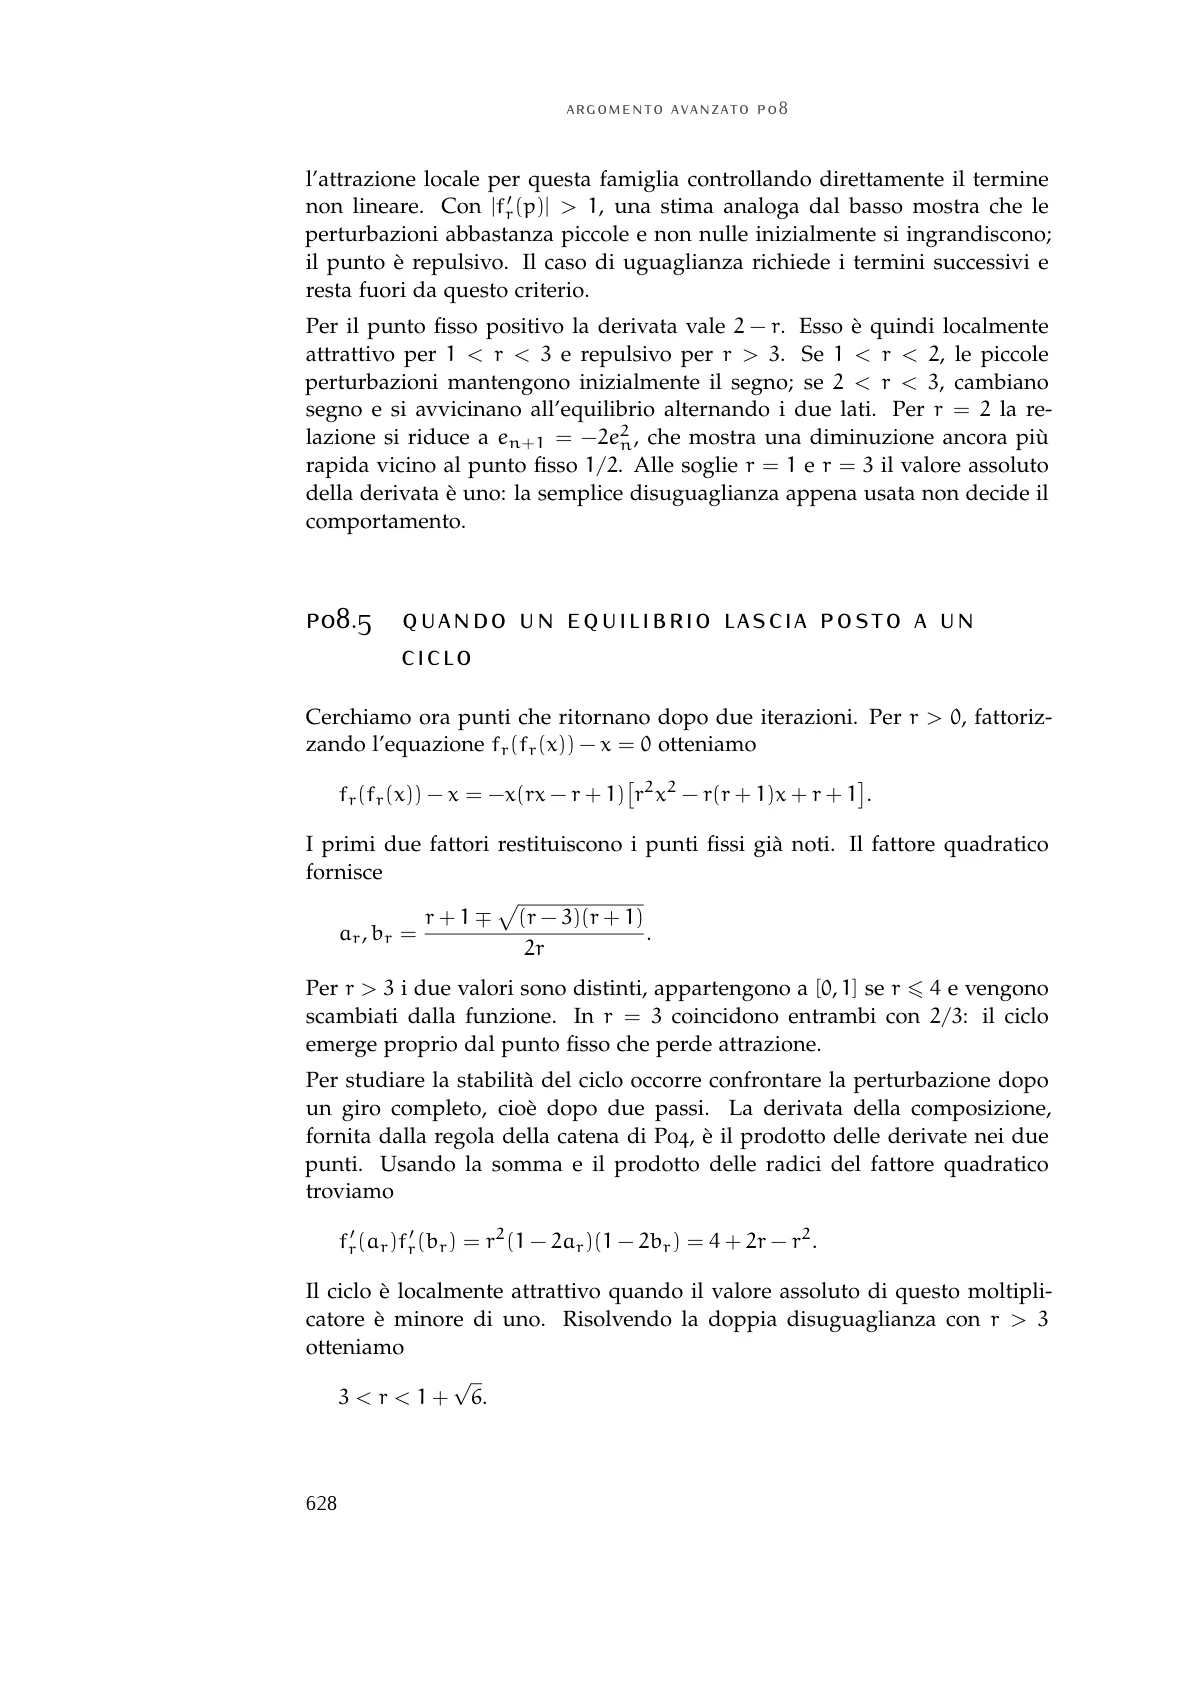 ARGOMENTO AVANZATO P08
l'attrazione locale per questa famiglia controllando direttamente il termine
non lineare. Con |f′ᵣ(p)| > 1, una stima analoga dal basso mostra che le
perturbazioni abbastanza piccole e non nulle inizialmente si ingrandiscono;
il punto è repulsivo. Il caso di uguaglianza richiede i termini successivi e
resta fuori da questo criterio.
Per il punto fisso positivo la derivata vale 2 − r. Esso è quindi localmente
attrattivo per 1 < r < 3 e repulsivo per r > 3. Se 1 < r < 2, le piccole
perturbazioni mantengono inizialmente il segno; se 2 < r < 3, cambiano
segno e si avvicinano all'equilibrio alternando i due lati. Per r = 2 la re-
lazione si riduce a eₙ₊₁ = −2eₙ², che mostra una diminuzione ancora più
rapida vicino al punto fisso 1/2. Alle soglie r = 1 e r = 3 il valore assoluto
della derivata è uno: la semplice disuguaglianza appena usata non decide il
comportamento.
P08.5 QUANDO UN EQUILIBRIO LASCIA POSTO A UN
CICLO
Cerchiamo ora punti che ritornano dopo due iterazioni. Per r > 0, fattoriz-
zando l'equazione fᵣ(fᵣ(x)) − x = 0 otteniamo
fᵣ(fᵣ(x)) − x = −x(rx − r + 1)[r²x² − r(r + 1)x + r + 1].
I primi due fattori restituiscono i punti fissi già noti. Il fattore quadratico
fornisce
aᵣ, bᵣ = (r + 1 ∓ √((r − 3)(r + 1))) / 2r.
Per r > 3 i due valori sono distinti, appartengono a [0, 1] se r ⩽ 4 e vengono
scambiati dalla funzione. In r = 3 coincidono entrambi con 2/3: il ciclo
emerge proprio dal punto fisso che perde attrazione.
Per studiare la stabilità del ciclo occorre confrontare la perturbazione dopo
un giro completo, cioè dopo due passi. La derivata della composizione,
fornita dalla regola della catena di P04, è il prodotto delle derivate nei due
punti. Usando la somma e il prodotto delle radici del fattore quadratico
troviamo
f′ᵣ(aᵣ)f′ᵣ(bᵣ) = r²(1 − 2aᵣ)(1 − 2bᵣ) = 4 + 2r − r².
Il ciclo è localmente attrattivo quando il valore assoluto di questo moltipli-
catore è minore di uno. Risolvendo la doppia disuguaglianza con r > 3
otteniamo
3 < r < 1 + √6.
628